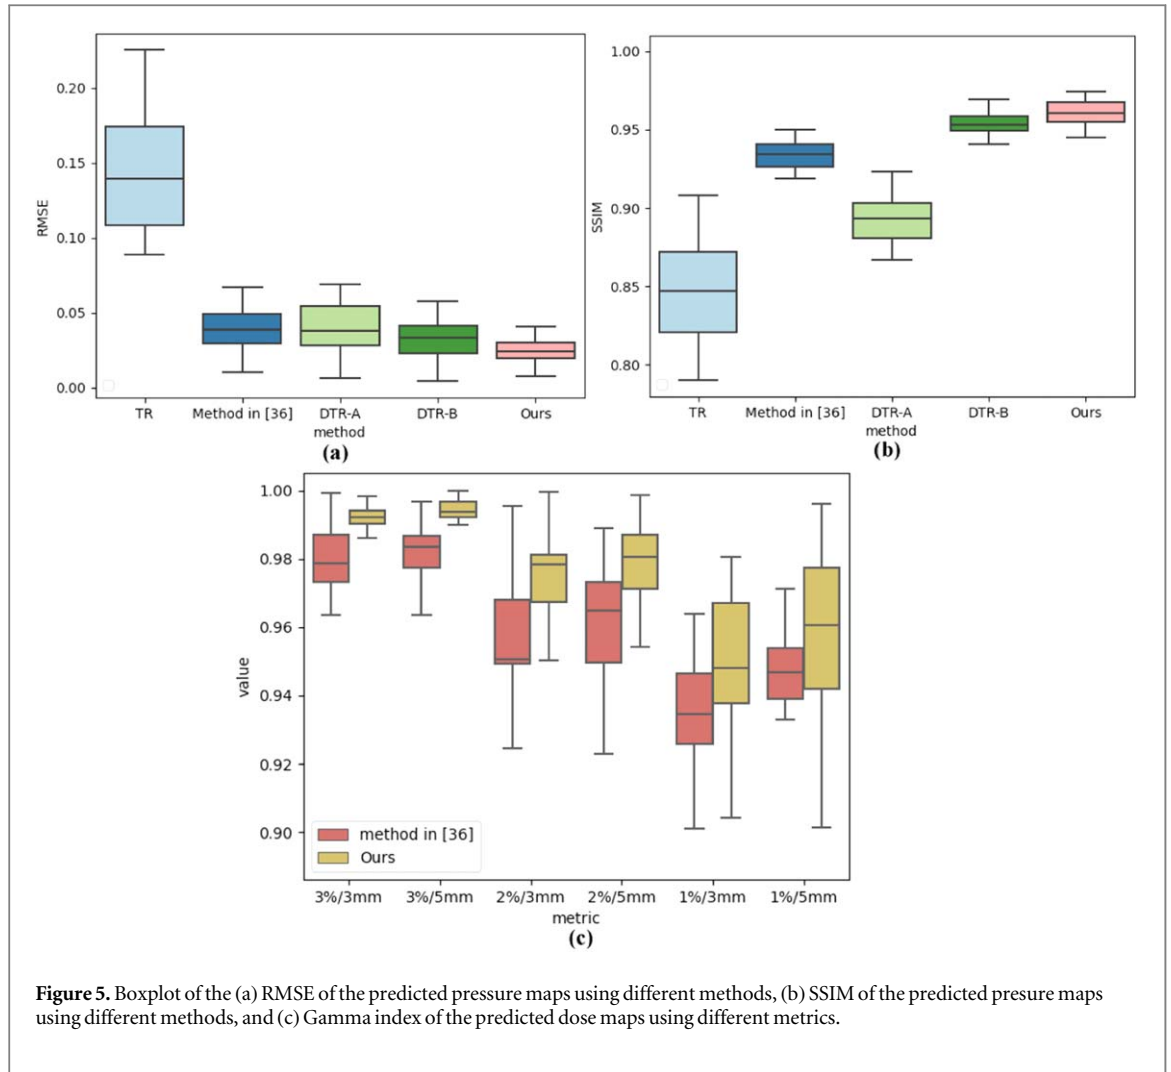 RMSE
0.20
0.15
0.10
0.05
0.00
TR Method in [36] DTR-A DTR-B Ours
method
(a)
SSIM
1.00
0.95
0.90
0.85
0.80
TR Method in [36] DTR-A DTR-B Ours
method
(b)
value
1.00
0.98
0.96
0.94
0.92
0.90
method in [36]
Ours
3%/3mm 3%/5mm 2%/3mm 2%/5mm 1%/3mm 1%/5mm
metric
(c)
Figure 5. Boxplot of the (a) RMSE of the predicted pressure maps using different methods, (b) SSIM of the predicted presure maps
using different methods, and (c) Gamma index of the predicted dose maps using different metrics.